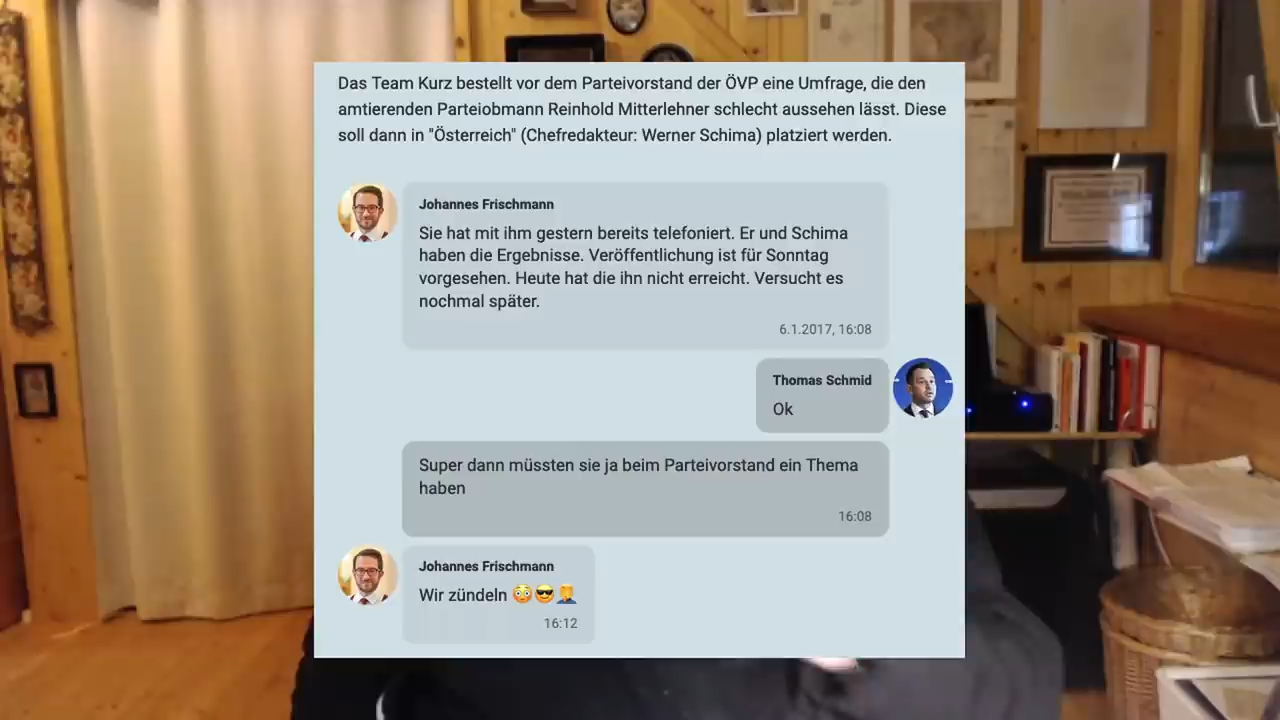 Das Team Kurz bestellt vor dem Parteivorstand der ÖVP eine Umfrage, die den
amtierenden Parteiobmann Reinhold Mitterlehner schlecht aussehen lässt. Diese
soll dann in "Österreich" (Chefredakteur: Werner Schima) platziert werden.
Johannes Frischmann
Sie hat mit ihm gestern bereits telefoniert. Er und Schima
haben die Ergebnisse. Veröffentlichung ist für Sonntag
vorgesehen. Heute hat die ihn nicht erreicht. Versucht es
nochmal später.
6.1.2017, 16:08
Thomas Schmid
Ok
Super dann müssten sie ja beim Parteivorstand ein Thema
haben
16:08
Johannes Frischmann
Wir zündeln 😳😎🤦
16:12